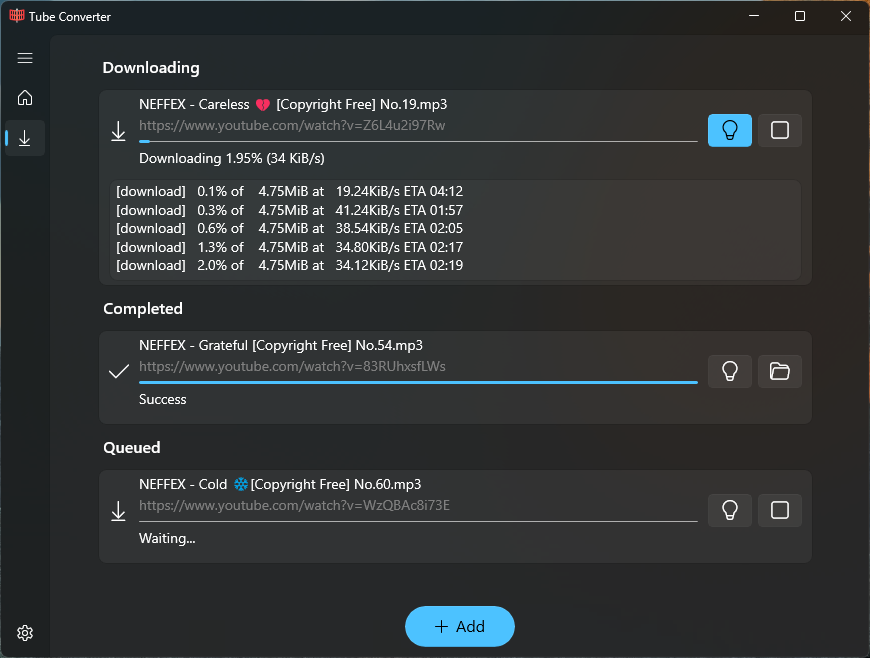 Tube Converter
Downloading
NEFFEX - Careless 💔 [Copyright Free] No.19.mp3
https://www.youtube.com/watch?v=Z6L4u2i97Rw
Downloading 1.95% (34 KiB/s)
[download] 0.1% of 4.75MiB at 19.24KiB/s ETA 04:12
[download] 0.3% of 4.75MiB at 41.24KiB/s ETA 01:57
[download] 0.6% of 4.75MiB at 38.54KiB/s ETA 02:05
[download] 1.3% of 4.75MiB at 34.80KiB/s ETA 02:17
[download] 2.0% of 4.75MiB at 34.12KiB/s ETA 02:19
Completed
NEFFEX - Grateful [Copyright Free] No.54.mp3
https://www.youtube.com/watch?v=83RUhxsfLWs
Success
Queued
NEFFEX - Cold ❄️[Copyright Free] No.60.mp3
https://www.youtube.com/watch?v=WzQBAc8i73E
Waiting...
Add